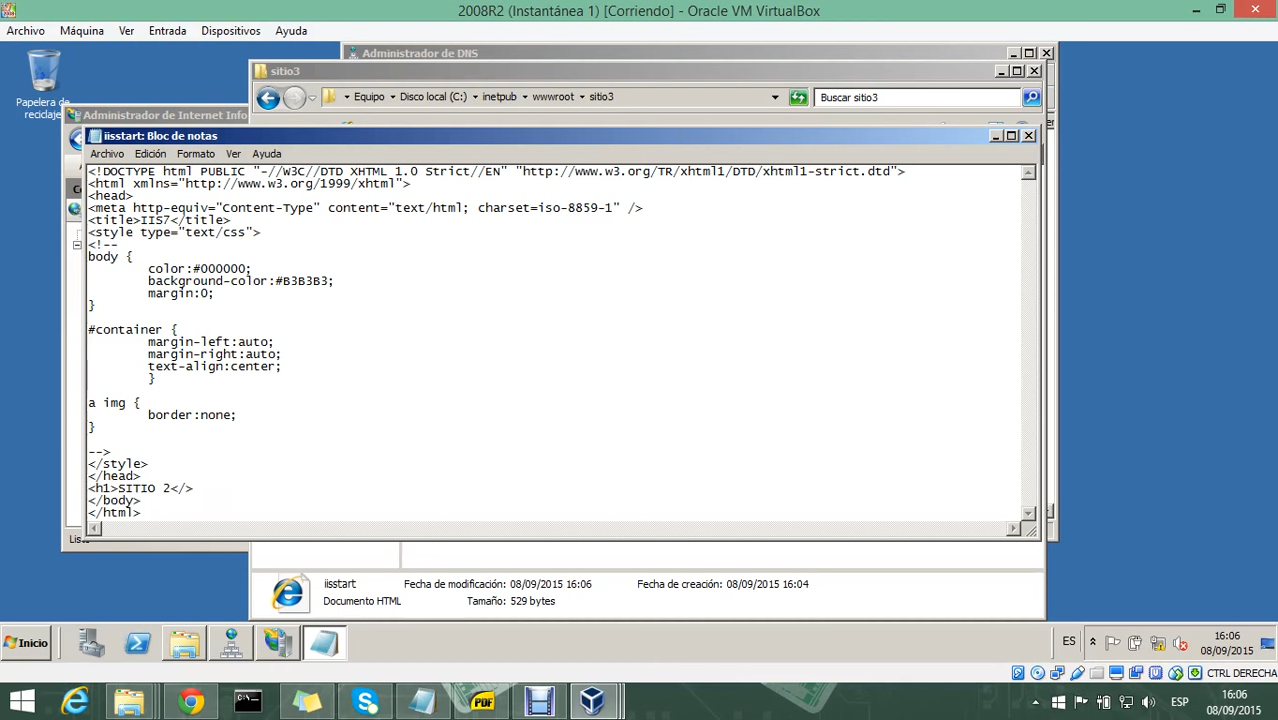 2008R2 (Instantánea 1) [Corriendo] - Oracle VM VirtualBox
Archivo Máquina Ver Entrada Dispositivos Ayuda
Administrador de DNS
sitio3
Equipo Disco local (C:) inetpub wwwroot sitio3
Buscar sitio3
Papelera de
reciclaje
Administrador de Internet Info
iisstart: Bloc de notas
Archivo Edición Formato Ver Ayuda
<!DOCTYPE html PUBLIC "-//W3C//DTD XHTML 1.0 Strict//EN" "http://www.w3.org/TR/xhtml1/DTD/xhtml1-strict.dtd">
<html xmlns="http://www.w3.org/1999/xhtml">
<head>
<meta http-equiv="Content-Type" content="text/html; charset=iso-8859-1" />
<title>IIS7</title>
<style type="text/css">
<!--
body {
color:#000000;
background-color:#B3B3B3;
margin:0;
}
#container {
margin-left:auto;
margin-right:auto;
text-align:center;
}
a img {
border:none;
}
-->
</style>
</head>
<h1>SITIO 2</>
</body>
</html>
iisstart Fecha de modificación: 08/09/2015 16:06 Fecha de creación: 08/09/2015 16:04
Documento HTML Tamaño: 529 bytes
Inicio
ES
16:06
08/09/2015
CTRL DERECHA
PDF
ESP
16:06
08/09/2015